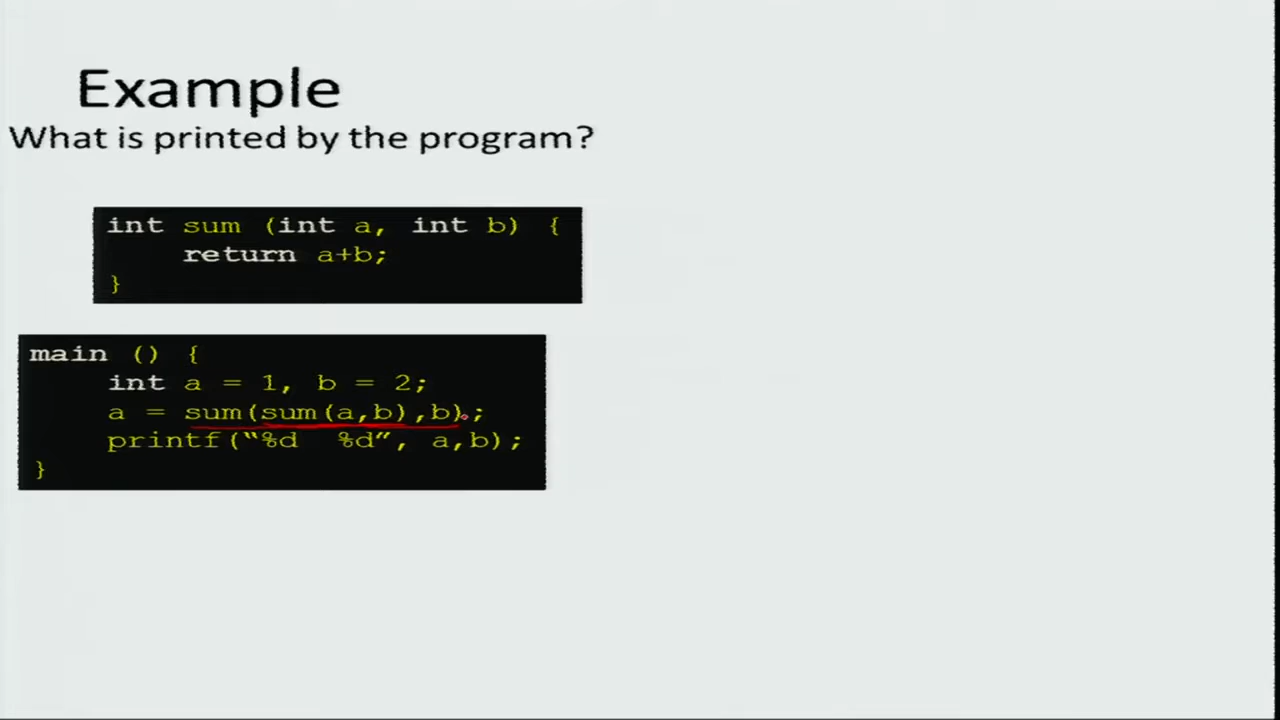 Example
What is printed by the program?
int sum (int a, int b) {
return a+b;
}
main () {
int a = 1, b = 2;
a = sum(sum(a,b),b);
printf(“%d %d”, a,b);
}